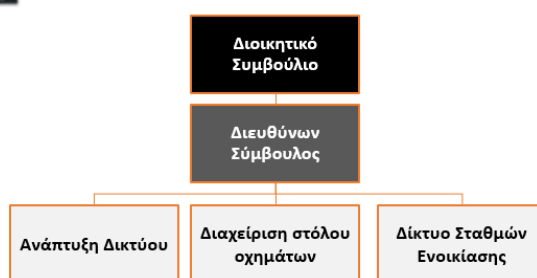 Διοικητικό
Συμβούλιο
Διευθύνων
Σύμβουλος
Ανάπτυξη Δικτύου
Διαχείριση στόλου
οχημάτων
Δίκτυο Σταθμών
Ενοικίασης